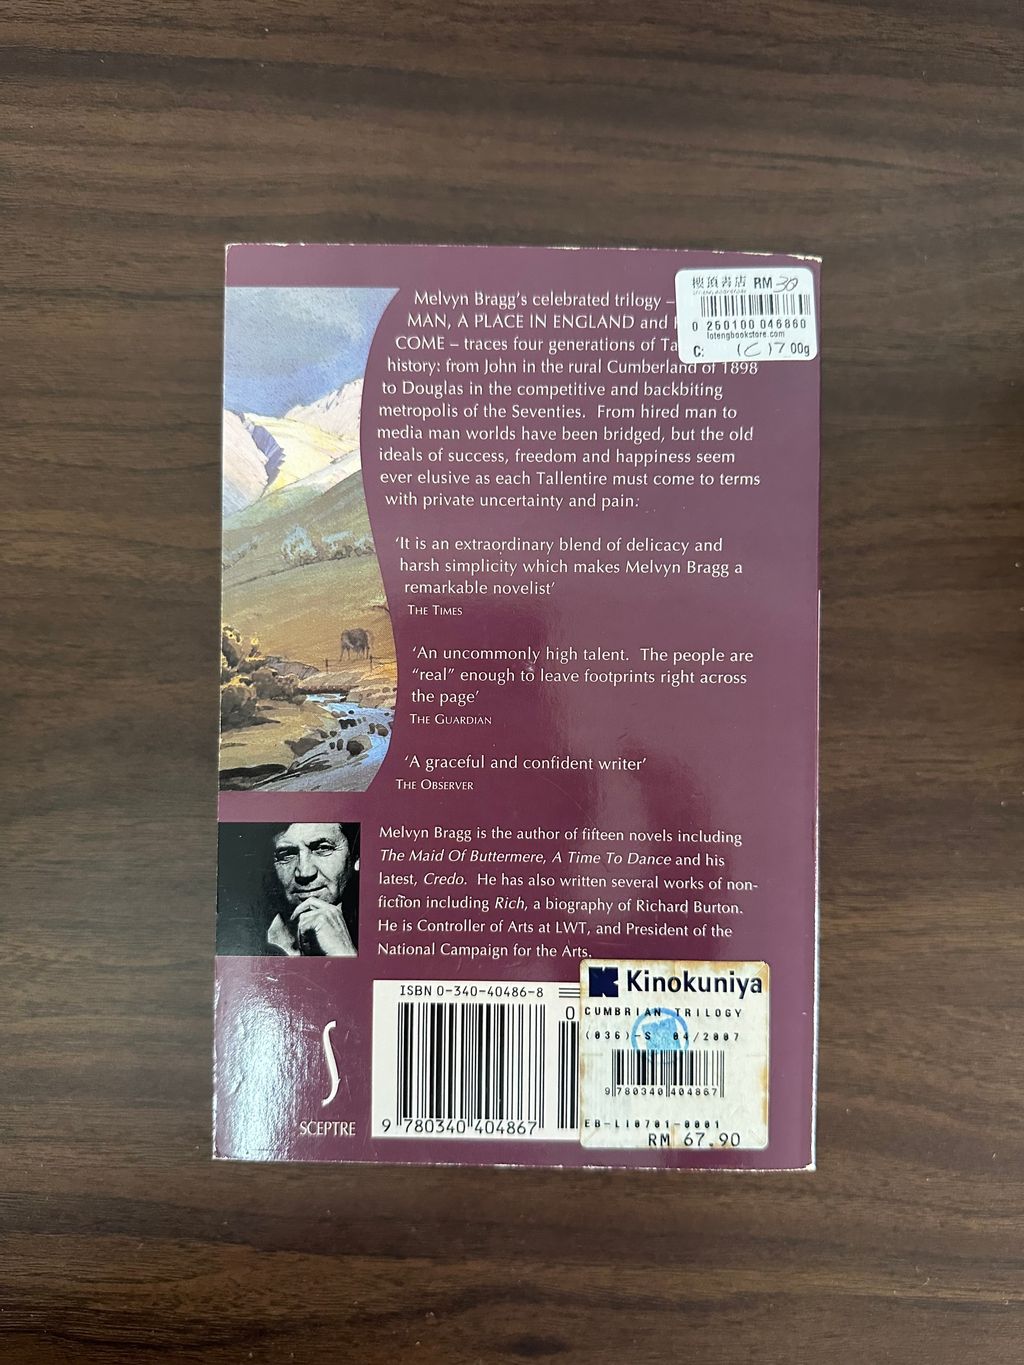 Melvyn Bragg's celebrated trilogy –
MAN, A PLACE IN ENGLAND and
COME – traces four generations of Ta
history: from John in the rural Cumberland of 1898
to Douglas in the competitive and backbiting
metropolis of the Seventies. From hired man to
media man worlds have been bridged, but the old
ideals of success, freedom and happiness seem
ever elusive as each Tallentire must come to terms
with private uncertainty and pain:
樓頂書店 RM 30
0 250100 046860
lotengbookstore.com
C: 00g
'It is an extraordinary blend of delicacy and
harsh simplicity which makes Melvyn Bragg a
remarkable novelist'
THE TIMES
'An uncommonly high talent. The people are
"real" enough to leave footprints right across
the page'
THE GUARDIAN
'A graceful and confident writer'
THE OBSERVER
Melvyn Bragg is the author of fifteen novels including
The Maid Of Buttermere, A Time To Dance and his
latest, Credo. He has also written several works of non-
fiction including Rich, a biography of Richard Burton.
He is Controller of Arts at LWT, and President of the
National Campaign for the Arts.
SCEPTRE
ISBN 0-340-40486-8
0
9 780340 404867
Kinokuniya
CUMBRIAN TRILOGY
(036)-S 04/2007
9 780340 404867
EB-LI0701-0001
RM 67.90